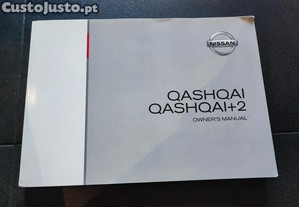 CustoJusto.pt
NISSAN
QASHQAI
QASHQAI+2
OWNER'S MANUAL